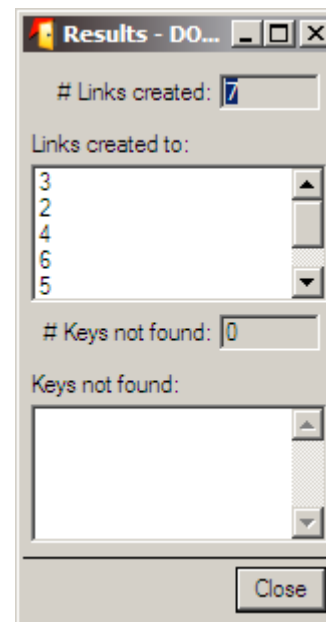 Results - DO...
# Links created: 7
Links created to:
3
2
4
6
5
# Keys not found: 0
Keys not found:
Close